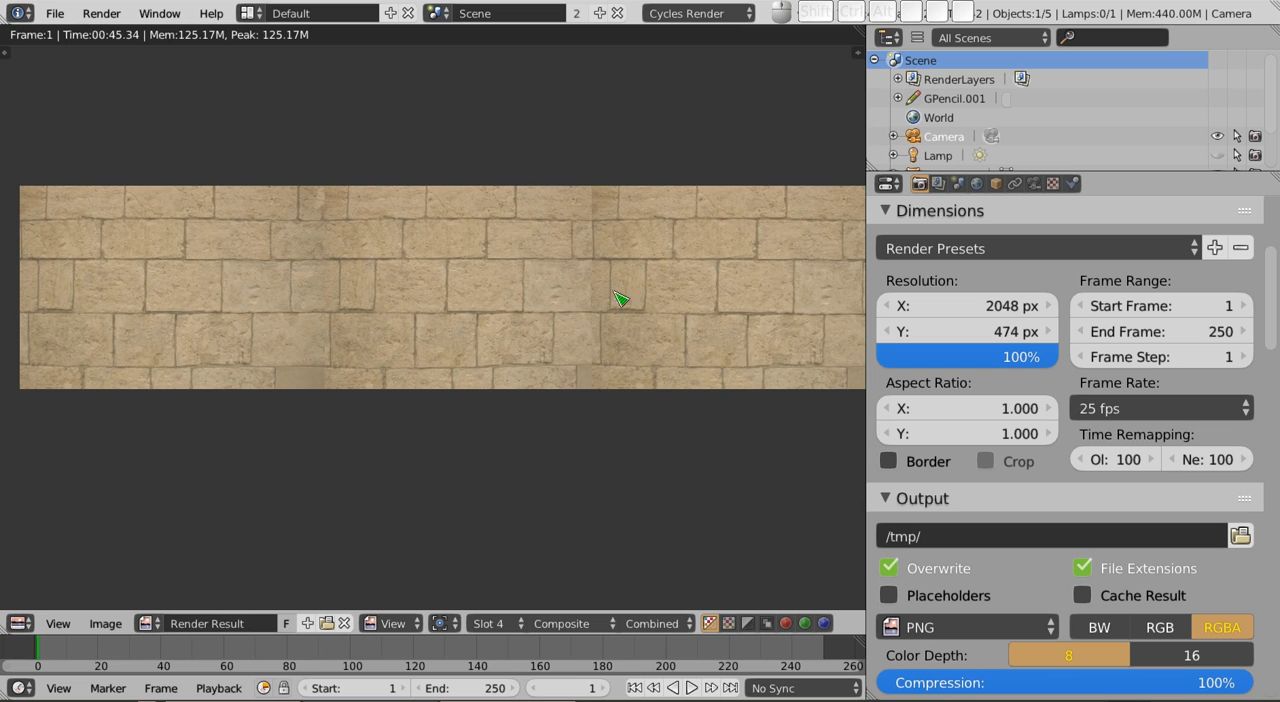 File Render Window Help Default Scene 2 Cycles Render Shift Ctrl Alt 2 | Objects:1/5 | Lamps:0/1 | Mem:440.00M | Camera
Frame:1 | Time:00:45.34 | Mem:125.17M, Peak: 125.17M
All Scenes
Scene
RenderLayers
GPencil.001
World
Camera
Lamp
Dimensions
Render Presets
Resolution: Frame Range:
X: 2048 px Start Frame: 1
Y: 474 px End Frame: 250
100% Frame Step: 1
Aspect Ratio: Frame Rate:
X: 1.000 25 fps
Y: 1.000 Time Remapping:
Border Crop Ol: 100 Ne: 100
Output
/tmp/
Overwrite File Extensions
Placeholders Cache Result
PNG BW RGB RGBA
Color Depth: 8 16
Compression: 100%
View Image Render Result F View Slot 4 Composite Combined
0 20 40 60 80 100 120 140 160 180 200 220 240 260
View Marker Frame Playback Start: 1 End: 250 1 No Sync